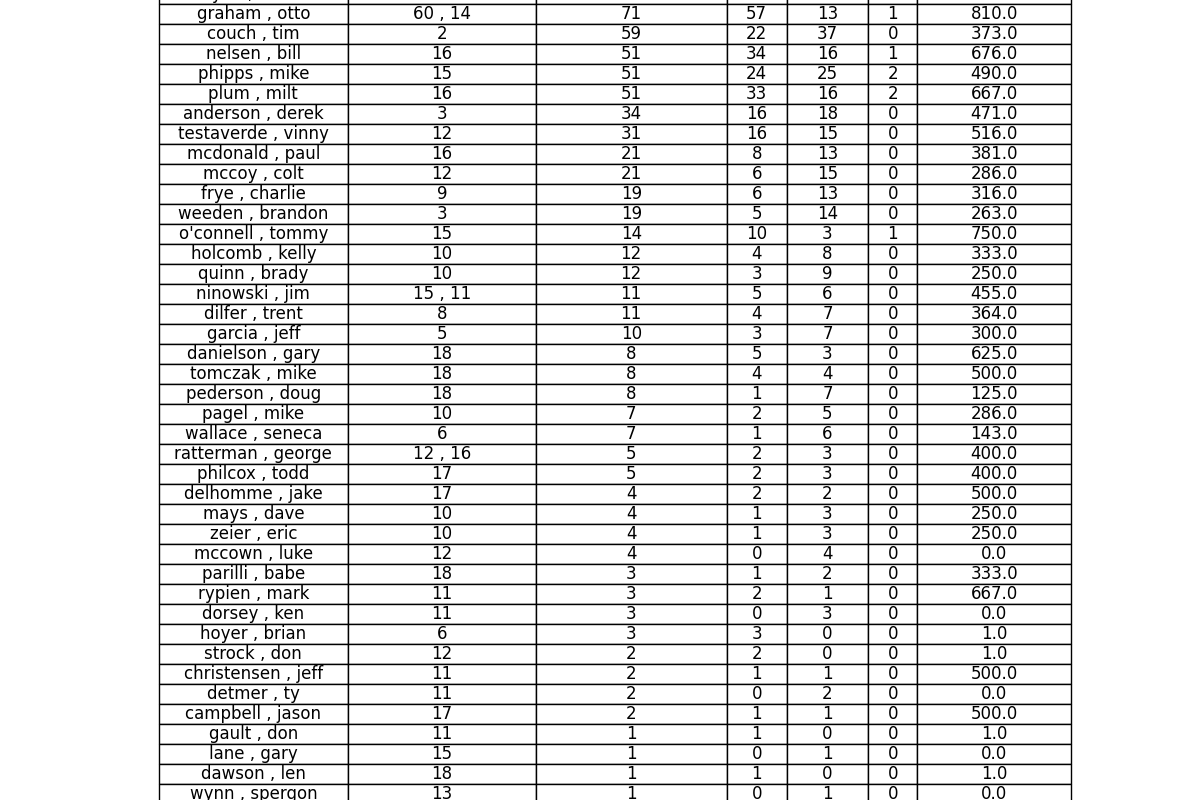 graham , otto 60 , 14 71 57 13 1 810.0
couch , tim 2 59 22 37 0 373.0
nelsen , bill 16 51 34 16 1 676.0
phipps , mike 15 51 24 25 2 490.0
plum , milt 16 51 33 16 2 667.0
anderson , derek 3 34 16 18 0 471.0
testaverde , vinny 12 31 16 15 0 516.0
mcdonald , paul 16 21 8 13 0 381.0
mccoy , colt 12 21 6 15 0 286.0
frye , charlie 9 19 6 13 0 316.0
weeden , brandon 3 19 5 14 0 263.0
o'connell , tommy 15 14 10 3 1 750.0
holcomb , kelly 10 12 4 8 0 333.0
quinn , brady 10 12 3 9 0 250.0
ninowski , jim 15 , 11 11 5 6 0 455.0
dilfer , trent 8 11 4 7 0 364.0
garcia , jeff 5 10 3 7 0 300.0
danielson , gary 18 8 5 3 0 625.0
tomczak , mike 18 8 4 4 0 500.0
pederson , doug 18 8 1 7 0 125.0
pagel , mike 10 7 2 5 0 286.0
wallace , seneca 6 7 1 6 0 143.0
ratterman , george 12 , 16 5 2 3 0 400.0
philcox , todd 17 5 2 3 0 400.0
delhomme , jake 17 4 2 2 0 500.0
mays , dave 10 4 1 3 0 250.0
zeier , eric 10 4 1 3 0 250.0
mccown , luke 12 4 0 4 0 0.0
parilli , babe 18 3 1 2 0 333.0
rypien , mark 11 3 2 1 0 667.0
dorsey , ken 11 3 0 3 0 0.0
hoyer , brian 6 3 3 0 0 1.0
strock , don 12 2 2 0 0 1.0
christensen , jeff 11 2 1 1 0 500.0
detmer , ty 11 2 0 2 0 0.0
campbell , jason 17 2 1 1 0 500.0
gault , don 11 1 1 0 0 1.0
lane , gary 15 1 0 1 0 0.0
dawson , len 18 1 1 0 0 1.0
wynn , spergon 13 1 0 1 0 0.0